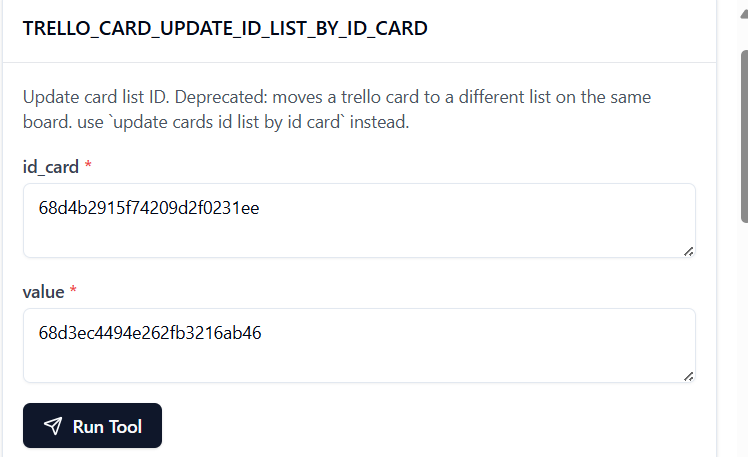 TRELLO_CARD_UPDATE_ID_LIST_BY_ID_CARD
Update card list ID. Deprecated: moves a trello card to a different list on the same
board. use `update cards id list by id card` instead.
id_card *
68d4b2915f74209d2f0231ee
value *
68d3ec4494e262fb3216ab46
Run Tool